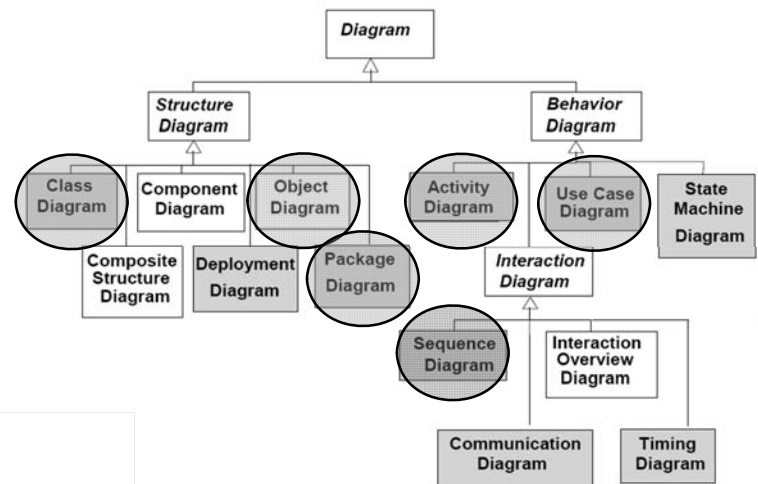 Diagram
Structure
Diagram
Behavior
Diagram
Class
Diagram
Component
Diagram
Object
Diagram
Activity
Diagram
Use Case
Diagram
State
Machine
Diagram
Composite
Structure
Diagram
Deployment
Diagram
Package
Diagram
Interaction
Diagram
Sequence
Diagram
Interaction
Overview
Diagram
Communication
Diagram
Timing
Diagram